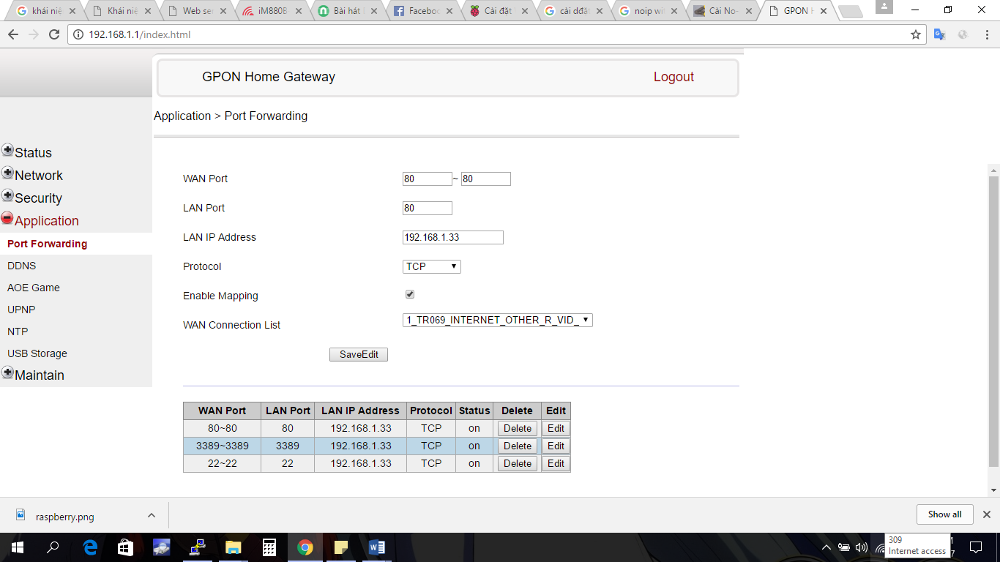 khái niệ
Khái niệ
Web ser
iM880B
Bài hát
Faceboo
Cài đặt
cài dđặt
noip wi
Cài No-
GPON H
192.168.1.1/index.html
GPON Home Gateway
Logout
Application > Port Forwarding
Status
Network
Security
Application
Port Forwarding
DDNS
AOE Game
UPNP
NTP
USB Storage
Maintain
WAN Port 80 ~ 80
LAN Port 80
LAN IP Address 192.168.1.33
Protocol TCP
Enable Mapping
WAN Connection List 1_TR069_INTERNET_OTHER_R_VID_
SaveEdit
WAN Port LAN Port LAN IP Address Protocol Status Delete Edit
80~80 80 192.168.1.33 TCP on Delete Edit
3389~3389 3389 192.168.1.33 TCP on Delete Edit
22~22 22 192.168.1.33 TCP on Delete Edit
raspberry.png
Show all
309
Internet access